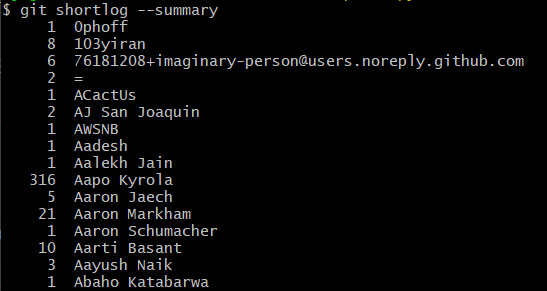 $ git shortlog --summary
1 0phoff
8 103yiran
6 76181208+imaginary-person@users.noreply.github.com
2 =
1 ACactUs
2 AJ San Joaquin
1 AWSNB
1 Aadesh
1 Aalekh Jain
316 Aapo Kyrola
5 Aaron Jaech
21 Aaron Markham
1 Aaron Schumacher
10 Aarti Basant
3 Aayush Naik
1 Abaho Katabarwa